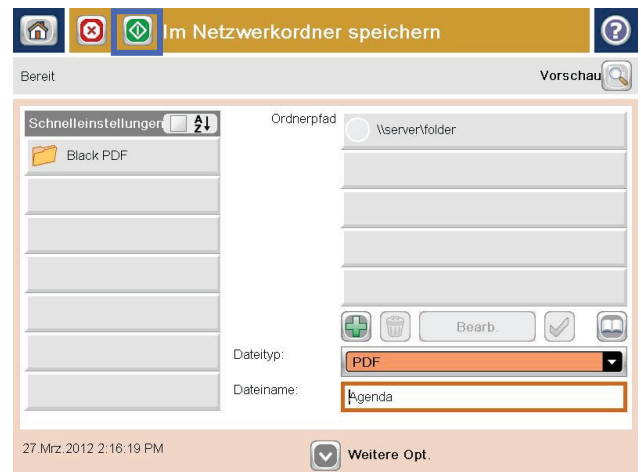 Im Netzwerkordner speichern
?
Bereit
Vorschau
Schnelleinstellungen
A
Z
Black PDF
Ordnerpfad
\\server\folder
Bearb.
Dateityp:
PDF
Dateiname:
Agenda
27.Mrz.2012 2:16:19 PM
Weitere Opt.